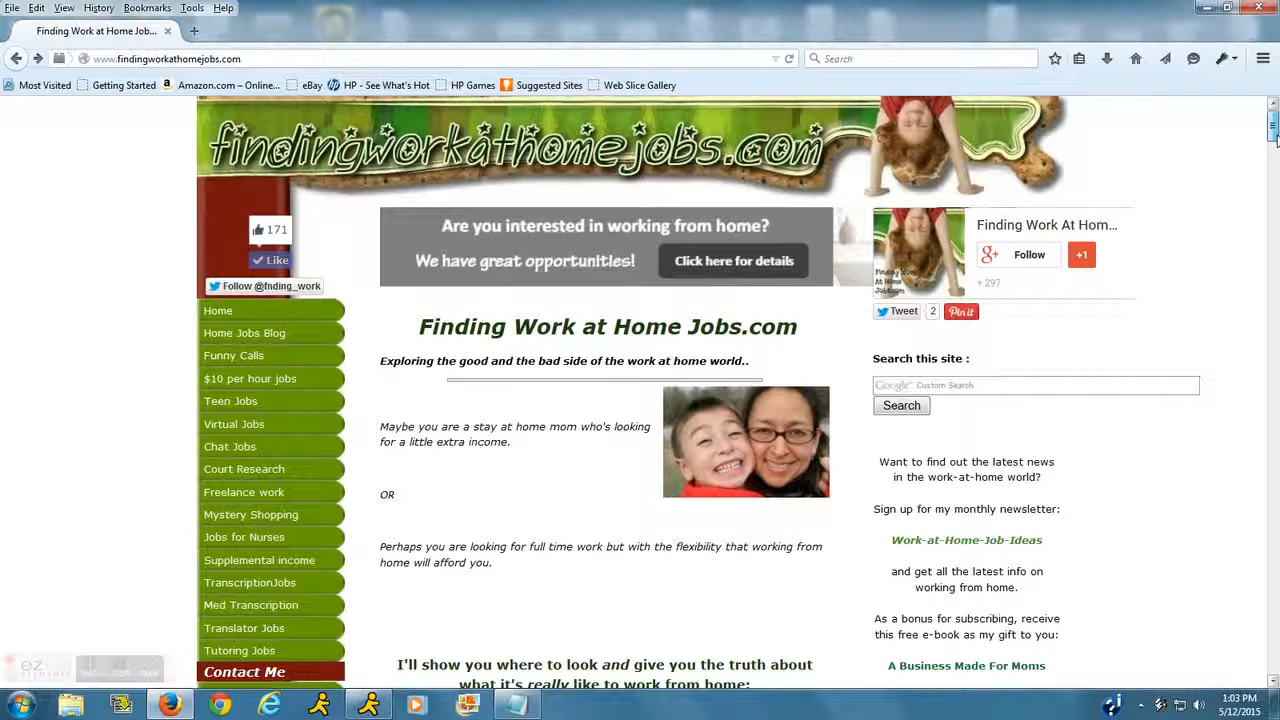 File Edit View History Bookmarks Tools Help
Finding Work at Home Job...
www.findingworkathomejobs.com
Search
Most Visited Getting Started Amazon.com – Online... eBay HP - See What's Hot HP Games Suggested Sites Web Slice Gallery
findingworkathomejobs.com
171
Like
Follow @fnding_work
Home
Home Jobs Blog
Funny Calls
$10 per hour jobs
Teen Jobs
Virtual Jobs
Chat Jobs
Court Research
Freelance work
Mystery Shopping
Jobs for Nurses
Supplemental income
TranscriptionJobs
Med Transcription
Translator Jobs
Tutoring Jobs
Contact Me
Are you interested in working from home?
We have great opportunities! Click here for details
Finding Work at Home Jobs.com
Exploring the good and the bad side of the work at home world..
Maybe you are a stay at home mom who's looking
for a little extra income.
OR
Perhaps you are looking for full time work but with the flexibility that working from
home will afford you.
I'll show you where to look and give you the truth about
what it's really like to work from home:
Finding Work At Hom...
g+ Follow +1
+ 297
Finding Work
At Home
Jobs.com
Tweet 2 Pin it
Search this site :
Google Custom Search
Search
Want to find out the latest news
in the work-at-home world?
Sign up for my monthly newsletter:
Work-at-Home-Job-Ideas
and get all the latest info on
working from home.
As a bonus for subscribing, receive
this free e-book as my gift to you:
A Business Made For Moms
1:03 PM
5/12/2015